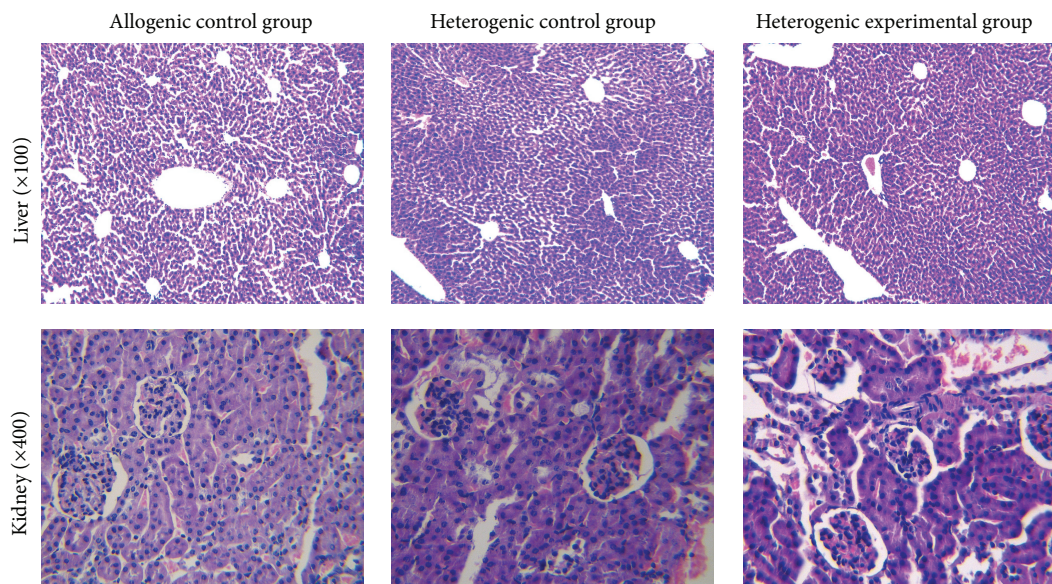 Allogenic control group
Heterogenic control group
Heterogenic experimental group
Liver (×100)
Kidney (×400)